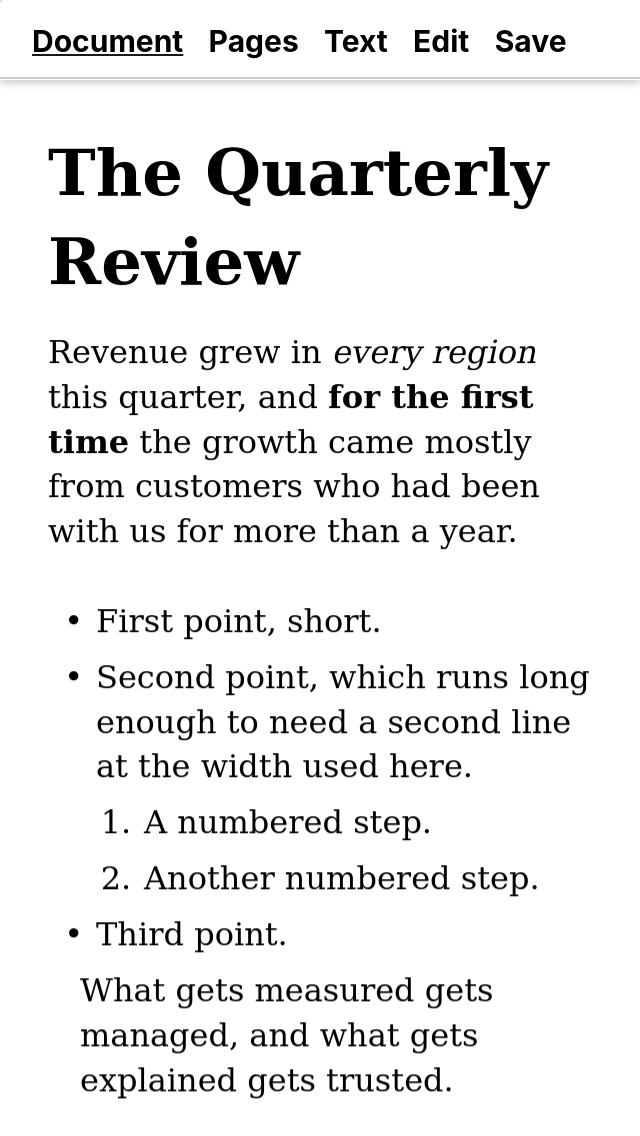 Document Pages Text Edit Save
The Quarterly
Review
Revenue grew in every region
this quarter, and for the first
time the growth came mostly
from customers who had been
with us for more than a year.
• First point, short.
• Second point, which runs long
enough to need a second line
at the width used here.
1. A numbered step.
2. Another numbered step.
• Third point.
What gets measured gets
managed, and what gets
explained gets trusted.